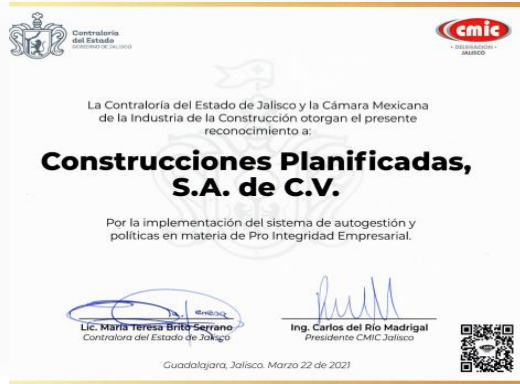 Contraloría
del Estado
GOBIERNO DE JALISCO
cmic
• DELEGACIÓN •
JALISCO
La Contraloría del Estado de Jalisco y la Cámara Mexicana
de la Industria de la Construcción otorgan el presente
reconocimiento a:
Construcciones Planificadas,
S.A. de C.V.
Por la implementación del sistema de autogestión y
políticas en materia de Pro Integridad Empresarial.
Lic. María Teresa Brito Serrano
Contralora del Estado de Jalisco
Ing. Carlos del Río Madrigal
Presidente CMIC Jalisco
Guadalajara, Jalisco. Marzo 22 de 2021